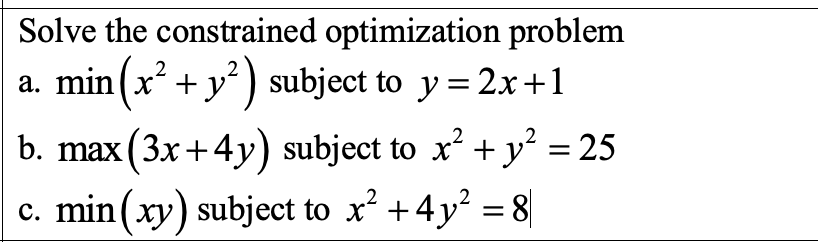 Solve the constrained optimization problem
a. min(x² + y²) subject to y = 2x+1
b. max(3x+4y) subject to x² + y² = 25
c. min(xy) subject to x² + 4y² = 8